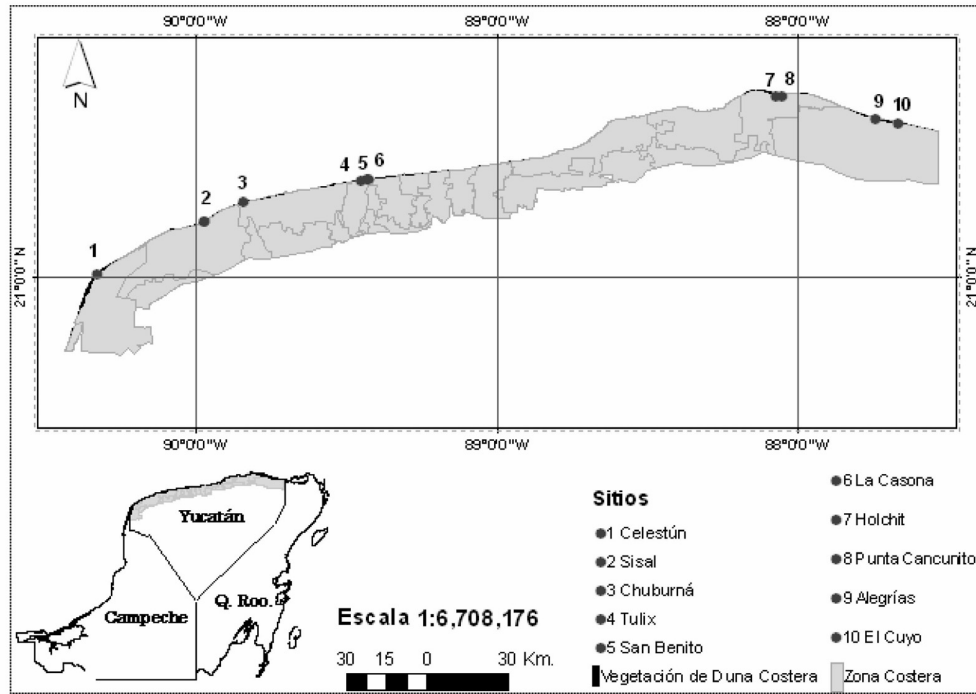 90°0'0"W 89°0'0"W 88°0'0"W
N
7 8
9 10
4 5 6
3
2
1
21°0'0"N 21°0'0"N
90°0'0"W 89°0'0"W 88°0'0"W
Yucatán
Campeche
Q. Roo.
Escala 1:6,708,176
30 15 0 30 Km.
Sitios
1 Celestún
2 Sisal
3 Chuburná
4 Tulix
5 San Benito
Vegetación de Duna Costera
6 La Casona
7 Holchit
8 Punta Cancunito
9 Alegrías
10 El Cuyo
Zona Costera